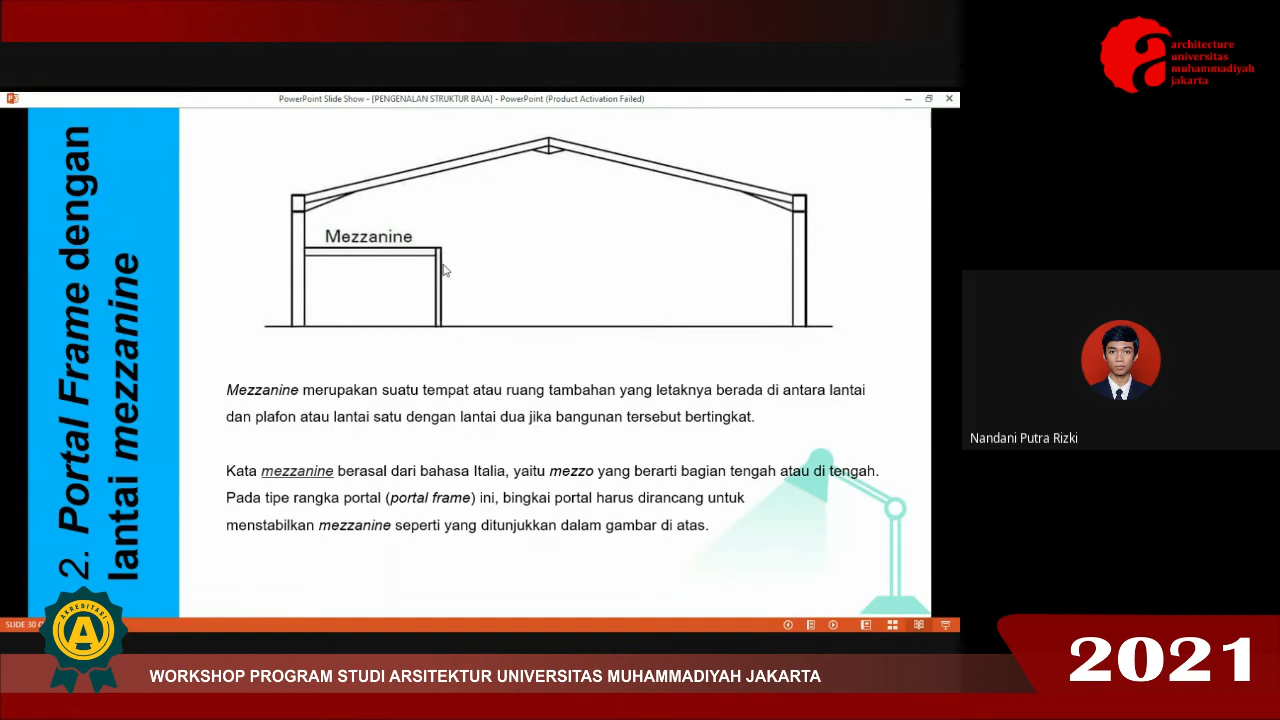 architecture
universitas
muhammadiyah
jakarta
PowerPoint Slide Show - [PENGENALAN STRUKTUR BAJA] - PowerPoint (Product Activation Failed)
2. Portal Frame dengan
lantai mezzanine
Mezzanine
Mezzanine merupakan suatu tempat atau ruang tambahan yang letaknya berada di antara lantai
dan plafon atau lantai satu dengan lantai dua jika bangunan tersebut bertingkat.
Kata mezzanine berasal dari bahasa Italia, yaitu mezzo yang berarti bagian tengah atau di tengah.
Pada tipe rangka portal (portal frame) ini, bingkai portal harus dirancang untuk
menstabilkan mezzanine seperti yang ditunjukkan dalam gambar di atas.
Nandani Putra Rizki
SLIDE 30
AKREDITASI
A
WORKSHOP PROGRAM STUDI ARSITEKTUR UNIVERSITAS MUHAMMADIYAH JAKARTA
2021